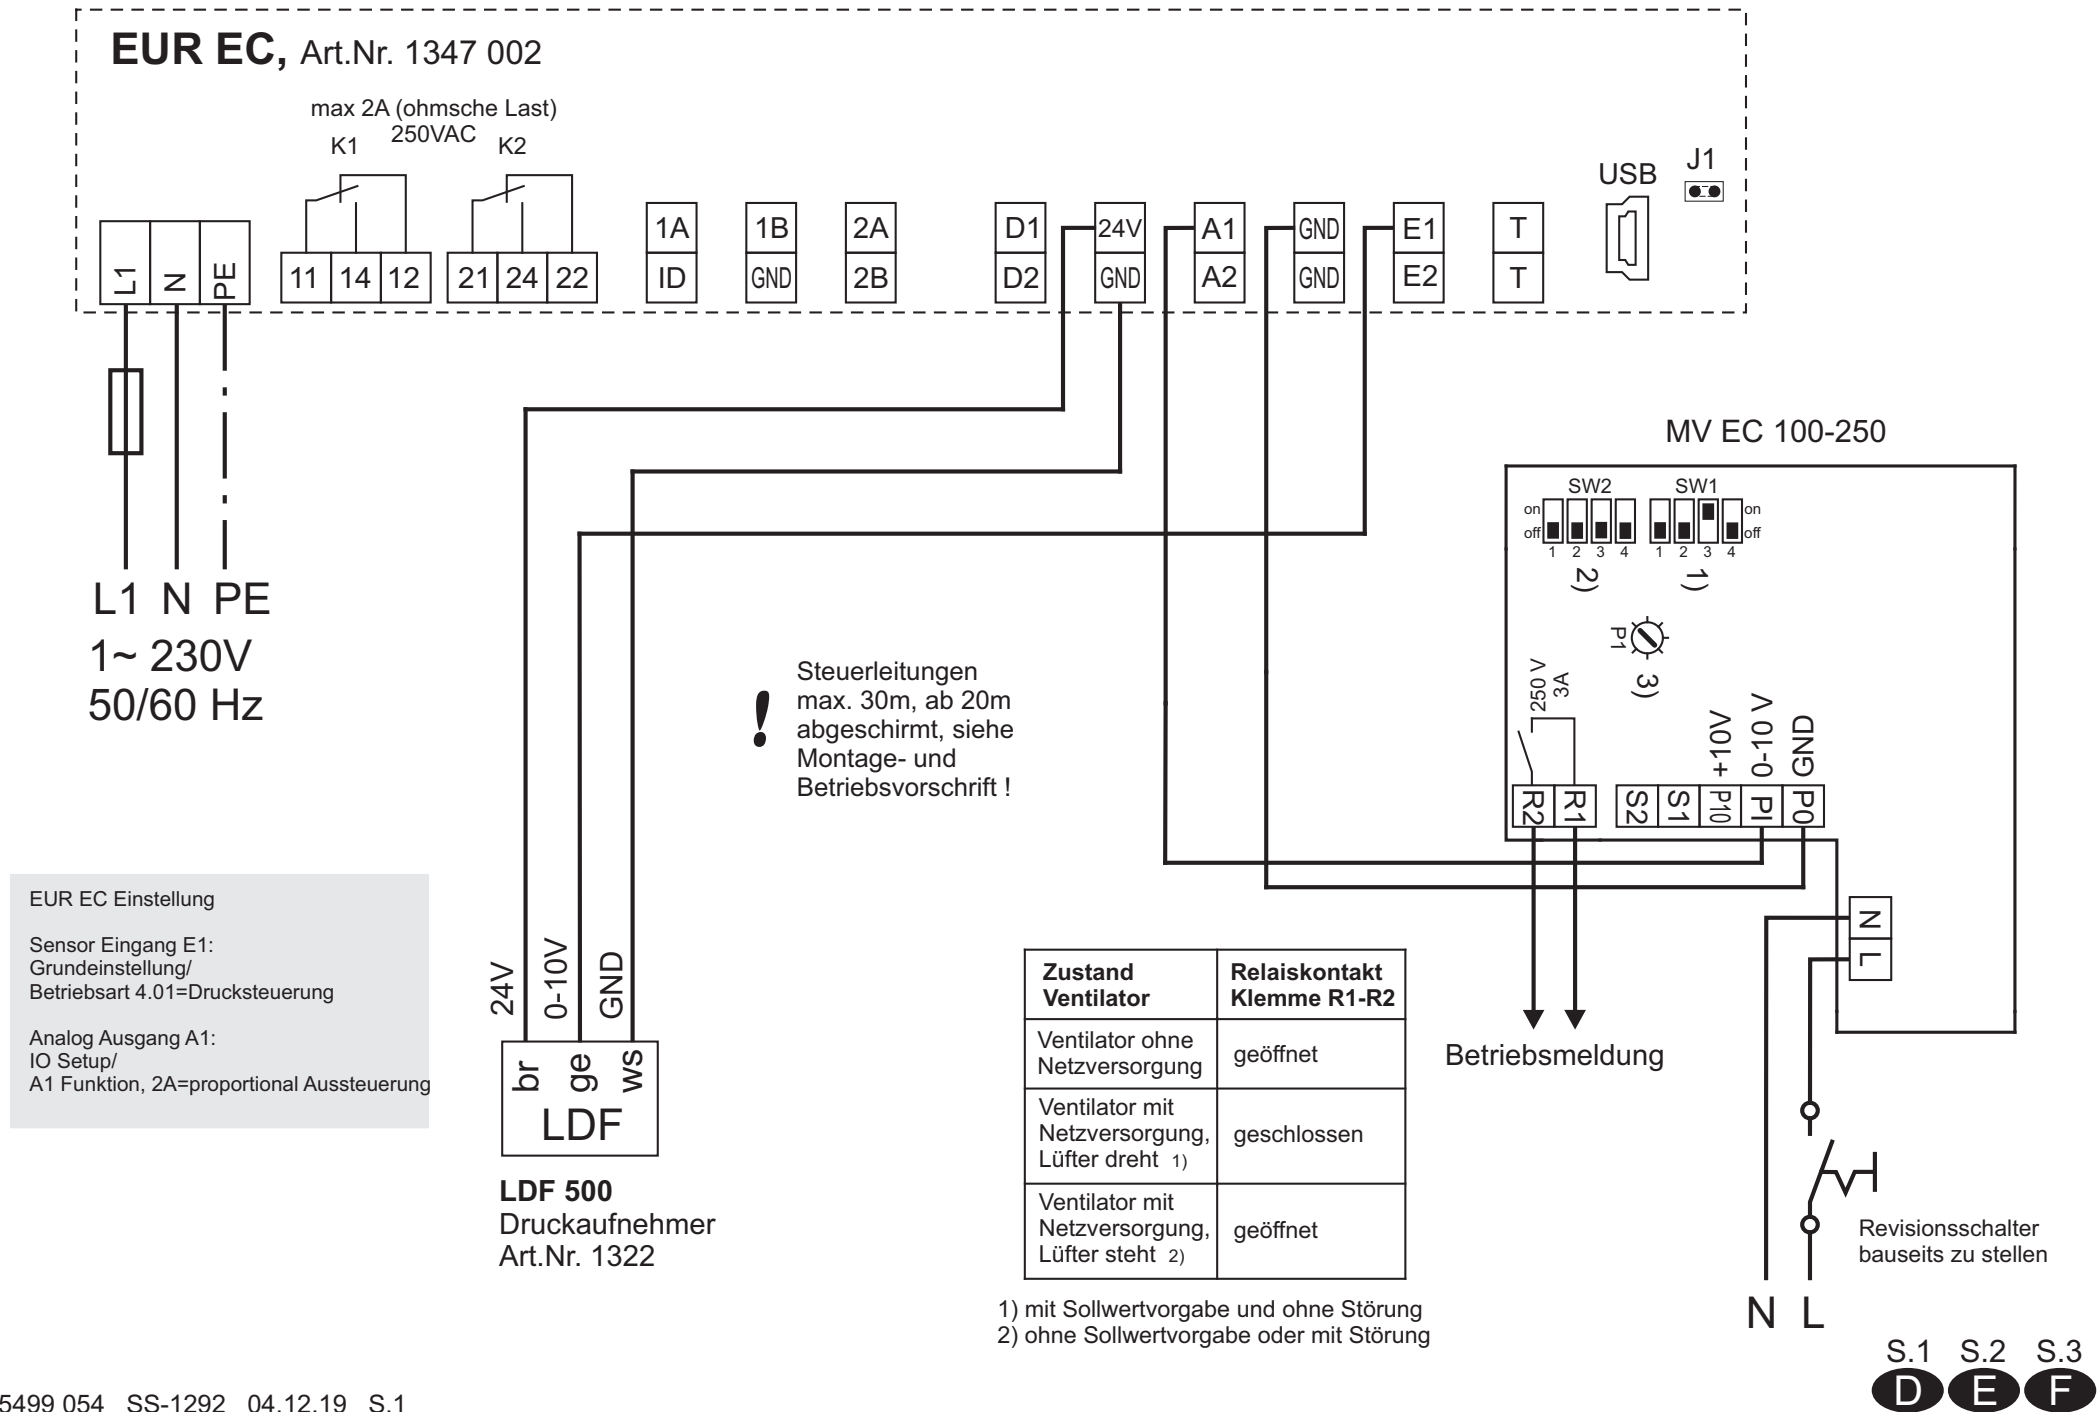 EUR EC, Art.Nr. 1347 002
max 2A (ohmsche Last)
250VAC
K1
K2
USB
J1
L1
N
PE
11
14
12
21
24
22
1A
ID
1B
GND
2A
2B
D1
D2
24V
GND
A1
A2
GND
GND
E1
E2
T
T
L1 N PE
1~ 230V
50/60 Hz
MV EC 100-250
SW2
SW1
on
off
on
off
1 2 3 4
1 2 3 4
2)
1)
P1
3)
250 V
3A
+10V
0-10 V
GND
R2
R1
S2
S1
P10
PI
P0
N
L
Steuerleitungen
max. 30m, ab 20m
abgeschirmt, siehe
Montage- und
Betriebsvorschrift !
!
EUR EC Einstellung
Sensor Eingang E1:
Grundeinstellung/
Betriebsart 4.01=Drucksteuerung
Analog Ausgang A1:
IO Setup/
A1 Funktion, 2A=proportional Aussteuerung
24V
0-10V
GND
br
ge
ws
LDF
LDF 500
Druckaufnehmer
Art.Nr. 1322
Zustand
Ventilator
Relaiskontakt
Klemme R1-R2
Ventilator ohne
Netzversorgung
geöffnet
Ventilator mit
Netzversorgung,
Lüfter dreht 1)
geschlossen
Ventilator mit
Netzversorgung,
Lüfter steht 2)
geöffnet
1) mit Sollwertvorgabe und ohne Störung
2) ohne Sollwertvorgabe oder mit Störung
Betriebsmeldung
Revisionsschalter
bauseits zu stellen
N L
S.1 S.2 S.3
D E F
5499 054 SS-1292 04.12.19 S.1